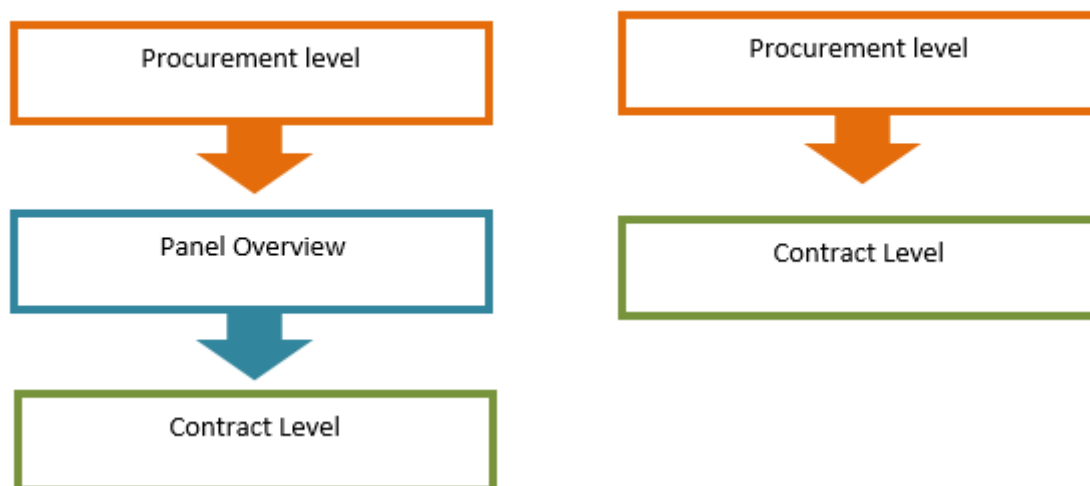 Procurement level
Panel Overview
Contract Level
Procurement level
Contract Level